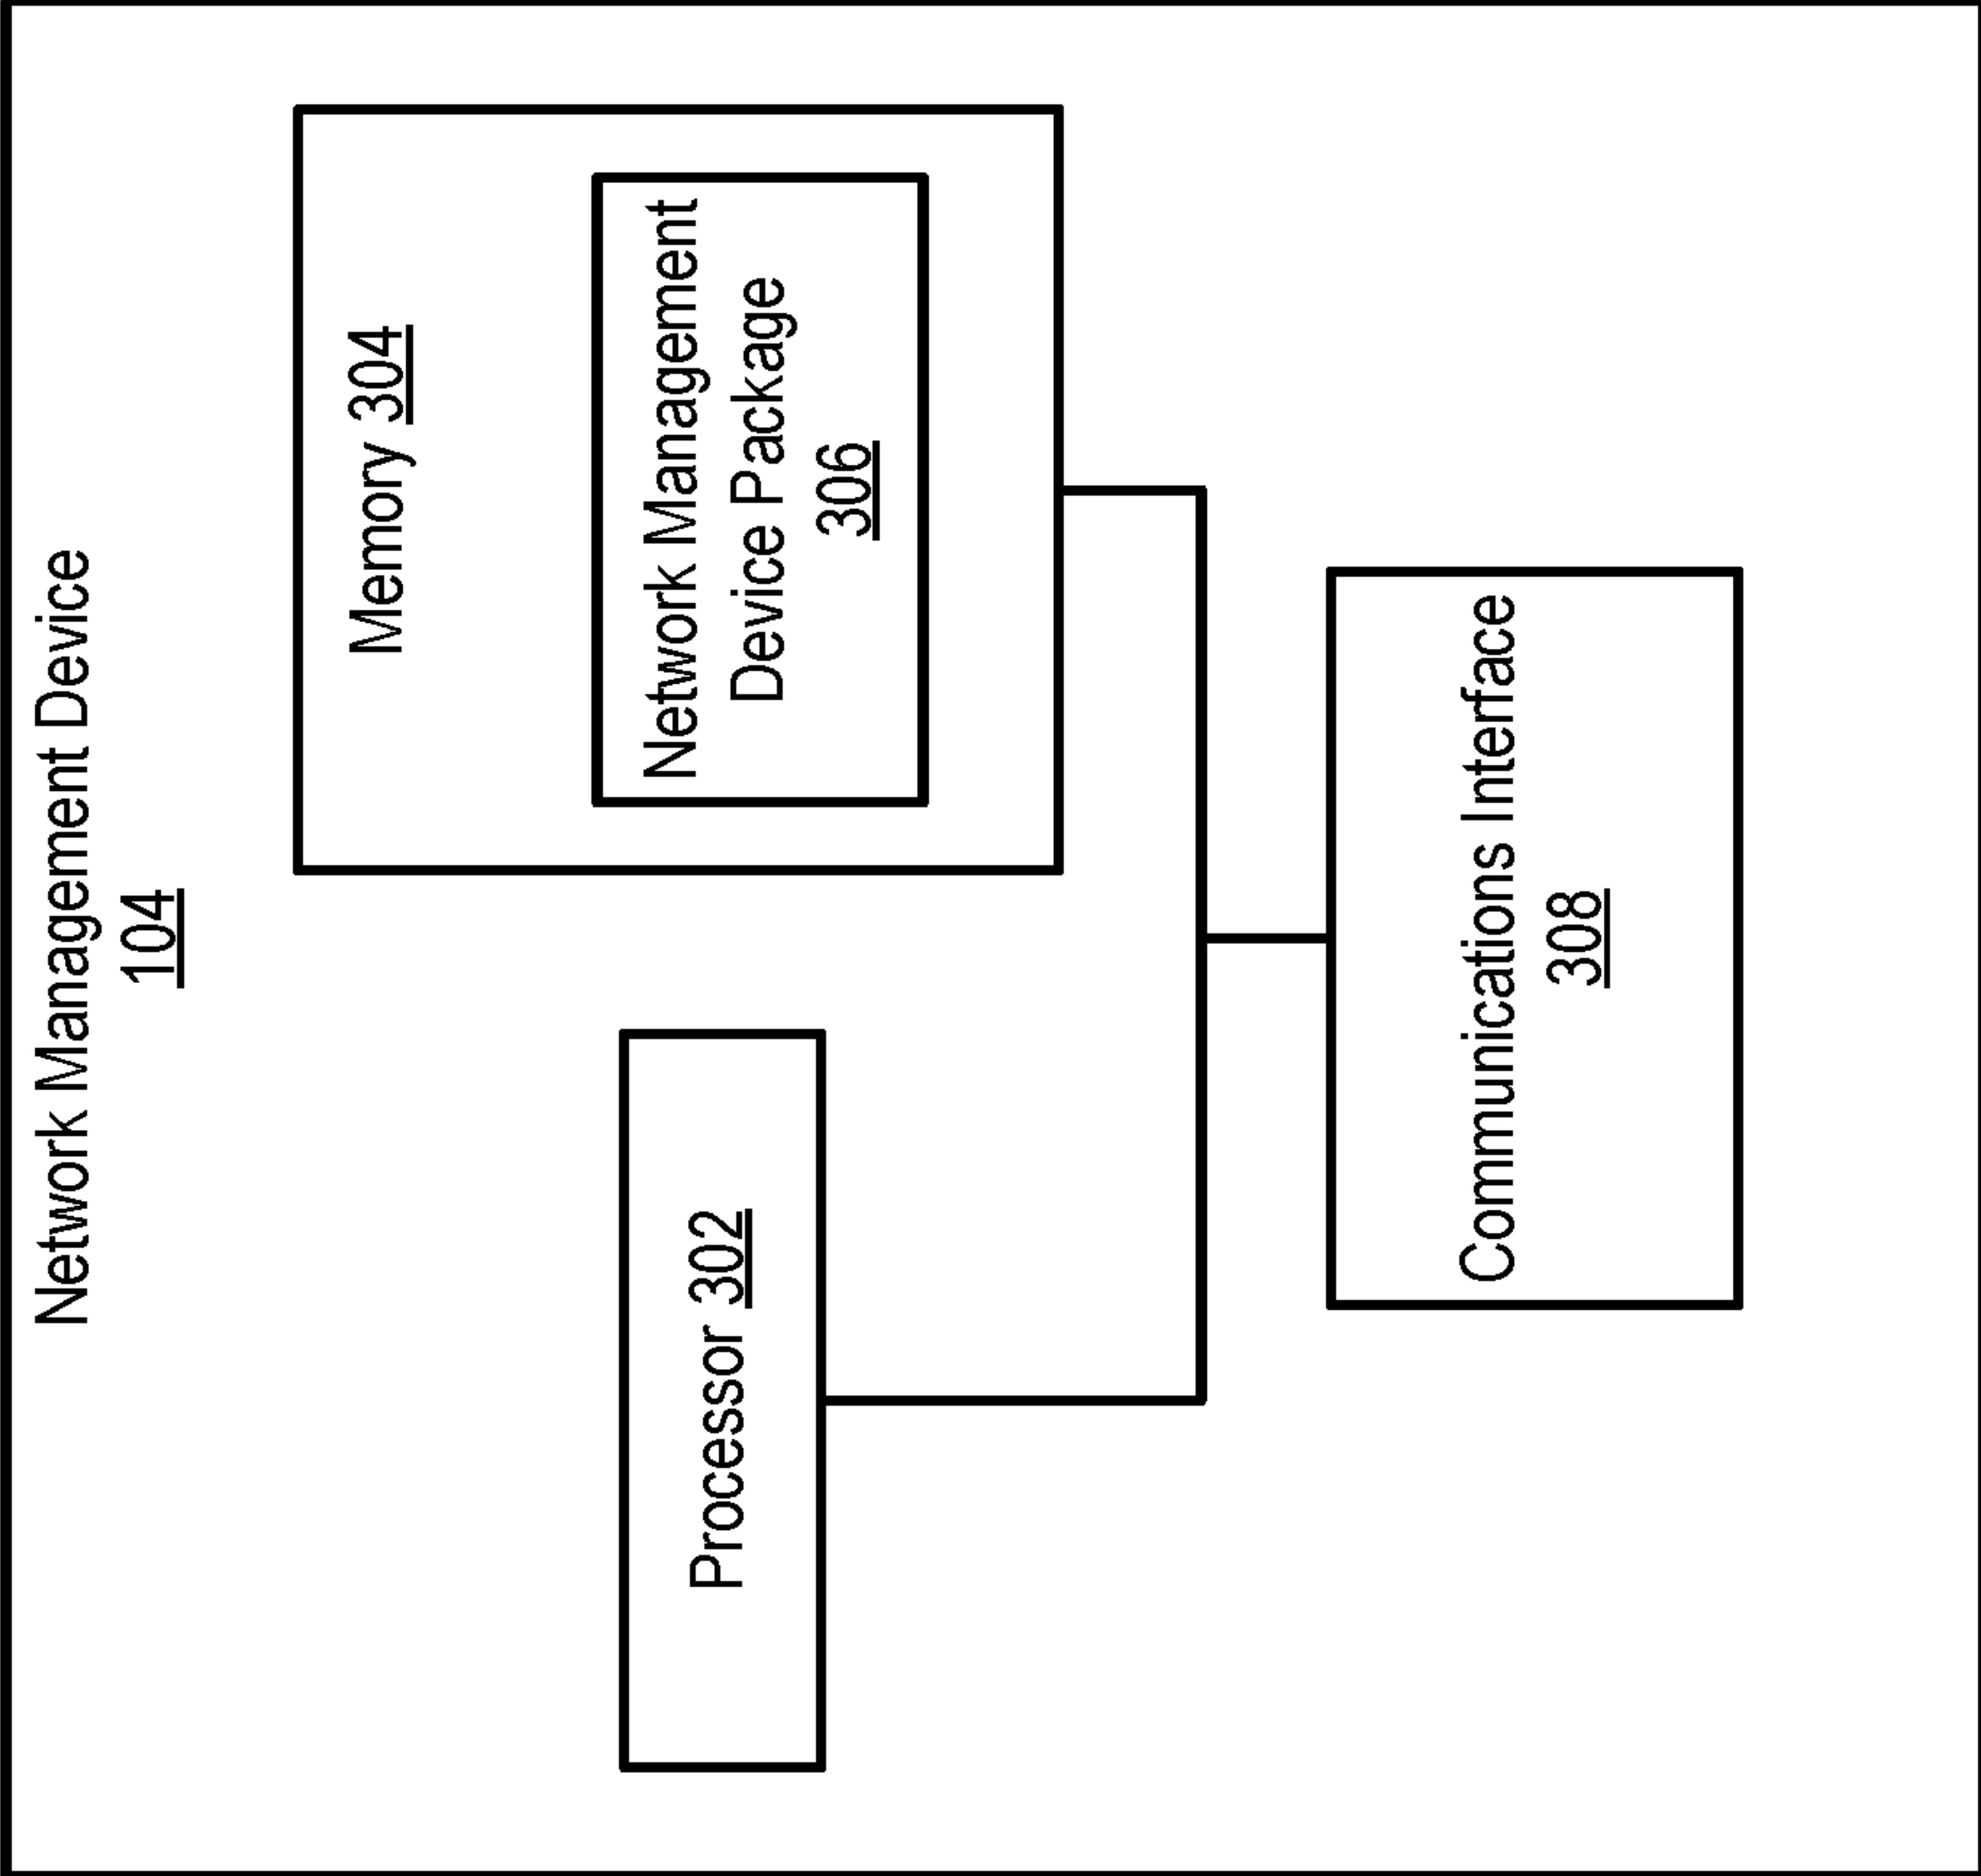 Network Management Device
104
Processor 302
Memory 304
Network Management
Device Package
306
Communications Interface
308